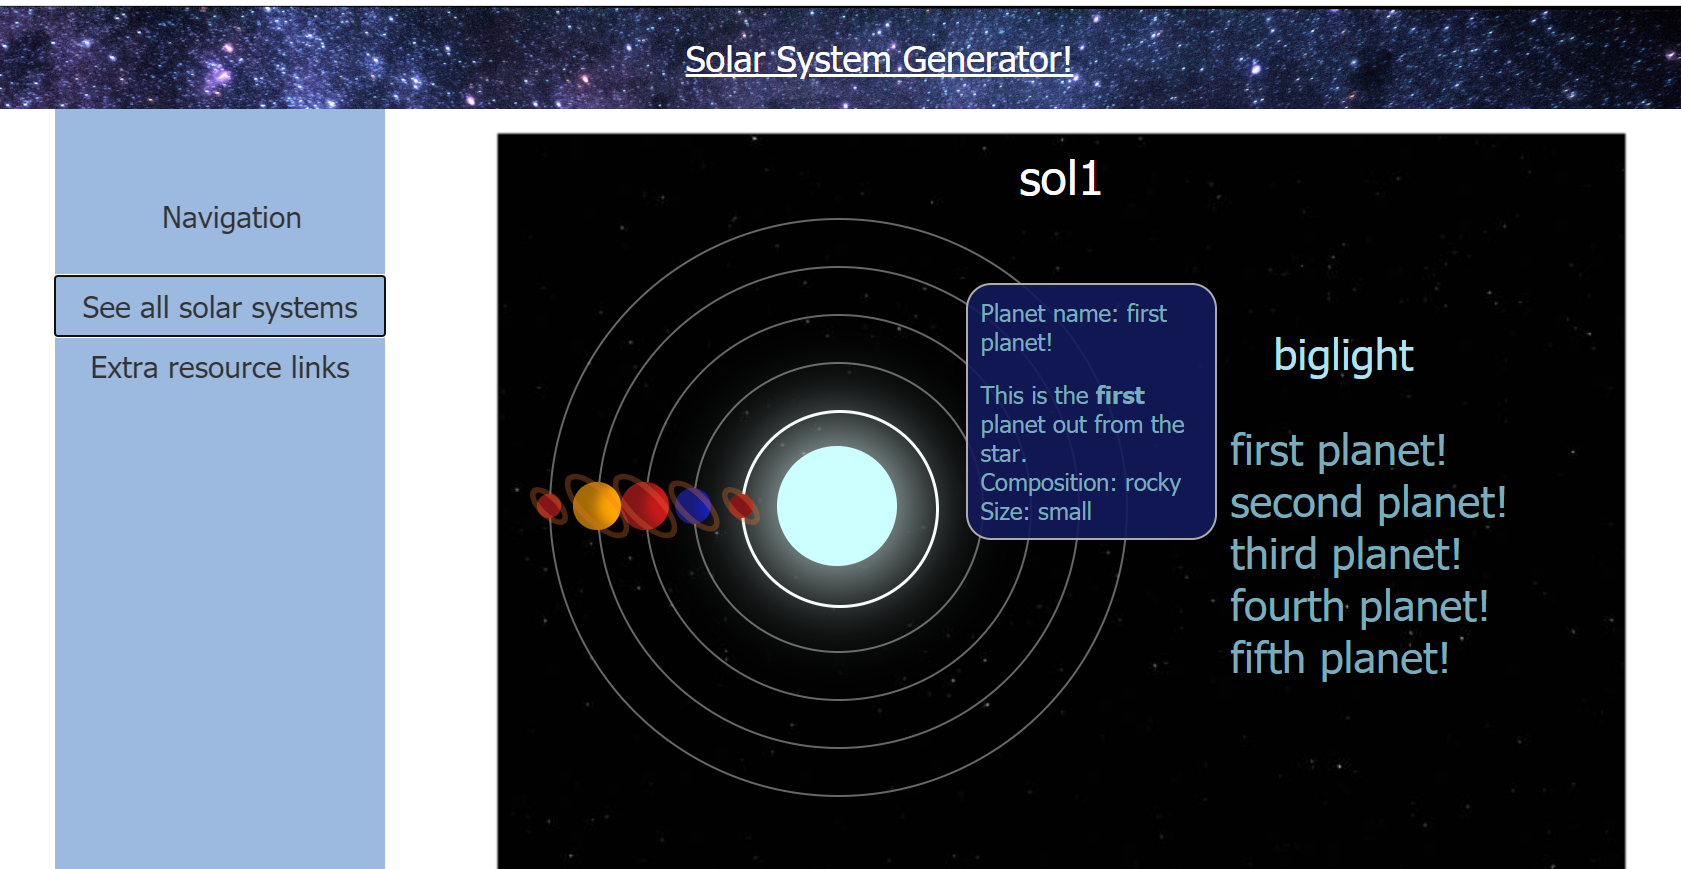 Solar System Generator!
Navigation
See all solar systems
Extra resource links
sol1
Planet name: first
planet!
This is the first
planet out from the
star.
Composition: rocky
Size: small
biglight
first planet!
second planet!
third planet!
fourth planet!
fifth planet!